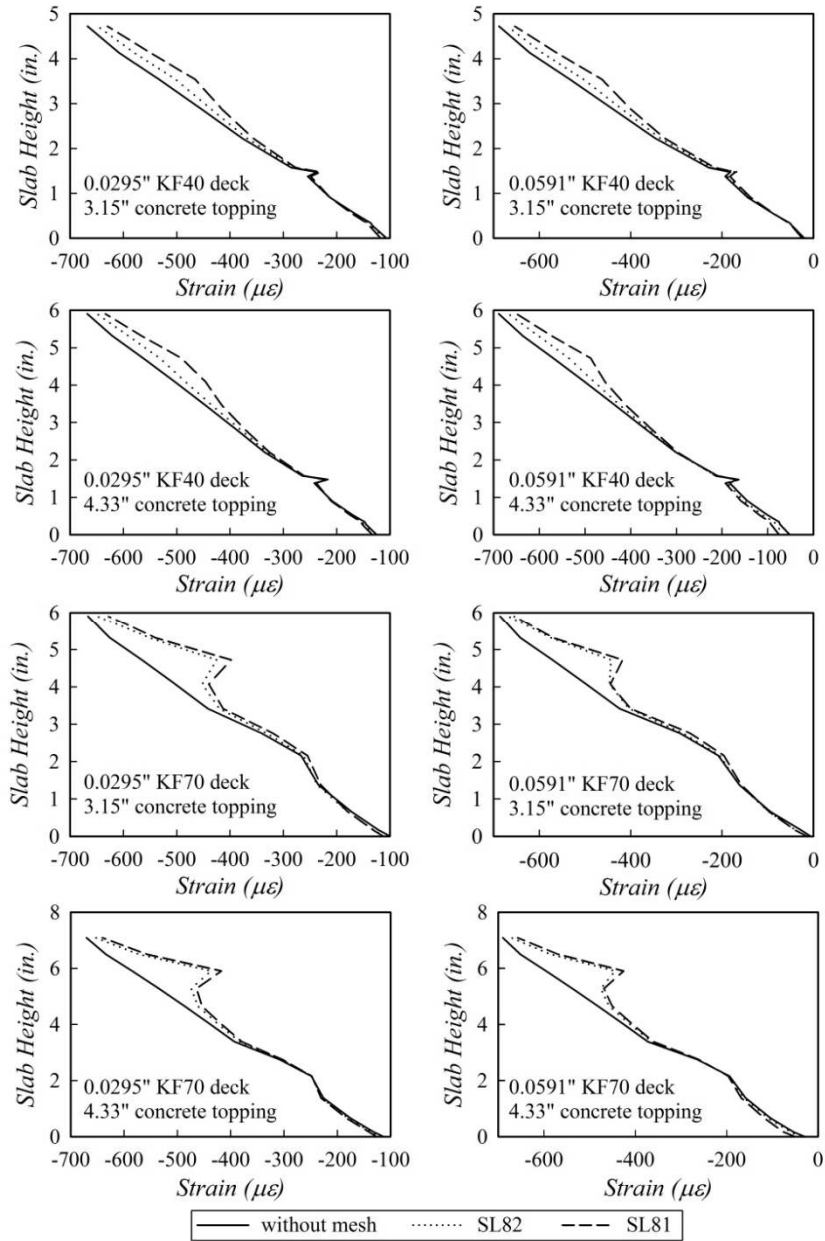 5
4
3
2
1
0
Slab Height (in.)
0.0295" KF40 deck
3.15" concrete topping
-700 -600 -500 -400 -300 -200 -100
Strain (με)
5
4
3
2
1
0
Slab Height (in.)
0.0591" KF40 deck
3.15" concrete topping
-600 -400 -200 0
Strain (με)
6
5
4
3
2
1
0
Slab Height (in.)
0.0295" KF40 deck
4.33" concrete topping
-700 -600 -500 -400 -300 -200 -100
Strain (με)
6
5
4
3
2
1
0
Slab Height (in.)
0.0591" KF40 deck
4.33" concrete topping
-700 -600 -500 -400 -300 -200 -100 0
Strain (με)
6
5
4
3
2
1
0
Slab Height (in.)
0.0295" KF70 deck
3.15" concrete topping
-700 -600 -500 -400 -300 -200 -100
Strain (με)
6
5
4
3
2
1
0
Slab Height (in.)
0.0591" KF70 deck
3.15" concrete topping
-600 -400 -200 0
Strain (με)
8
6
4
2
0
Slab Height (in.)
0.0295" KF70 deck
4.33" concrete topping
-700 -600 -500 -400 -300 -200 -100
Strain (με)
8
6
4
2
0
Slab Height (in.)
0.0591" KF70 deck
4.33" concrete topping
-600 -400 -200 0
Strain (με)
without mesh SL82 SL81